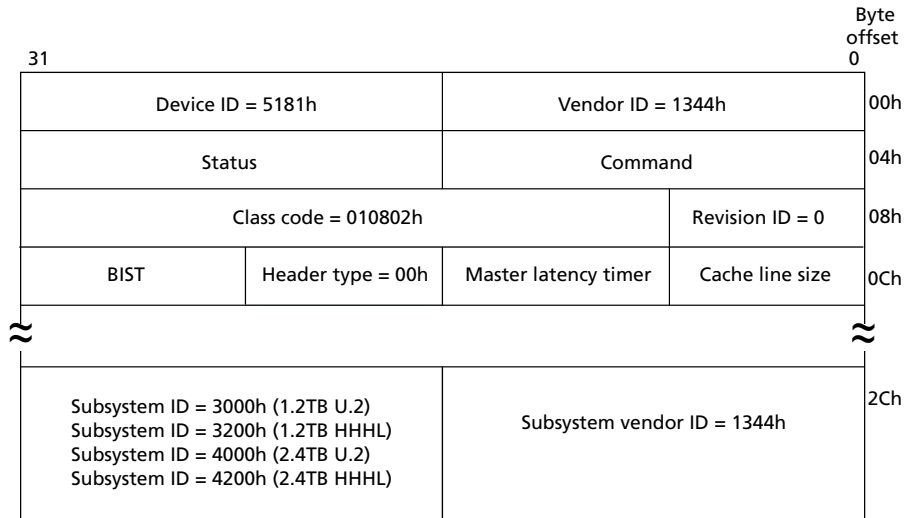 Byte
offset
31 0
Device ID = 5181h Vendor ID = 1344h 00h
Status Command 04h
Class code = 010802h Revision ID = 0 08h
BIST Header type = 00h Master latency timer Cache line size 0Ch
≈ ≈
Subsystem ID = 3000h (1.2TB U.2)
Subsystem ID = 3200h (1.2TB HHHL)
Subsystem ID = 4000h (2.4TB U.2)
Subsystem ID = 4200h (2.4TB HHHL)
Subsystem vendor ID = 1344h
2Ch